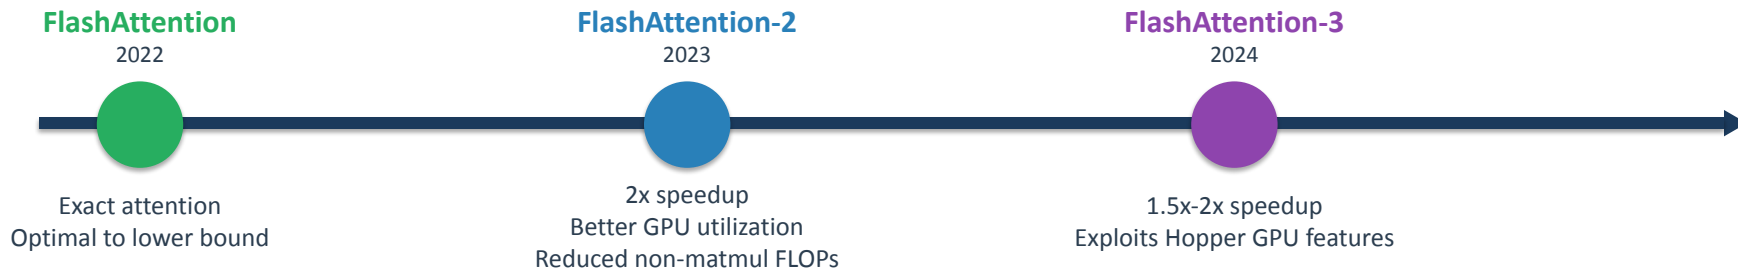 FlashAttention
2022
Exact attention
Optimal to lower bound
FlashAttention-2
2023
2x speedup
Better GPU utilization
Reduced non-matmul FLOPs
FlashAttention-3
2024
1.5x-2x speedup
Exploits Hopper GPU features